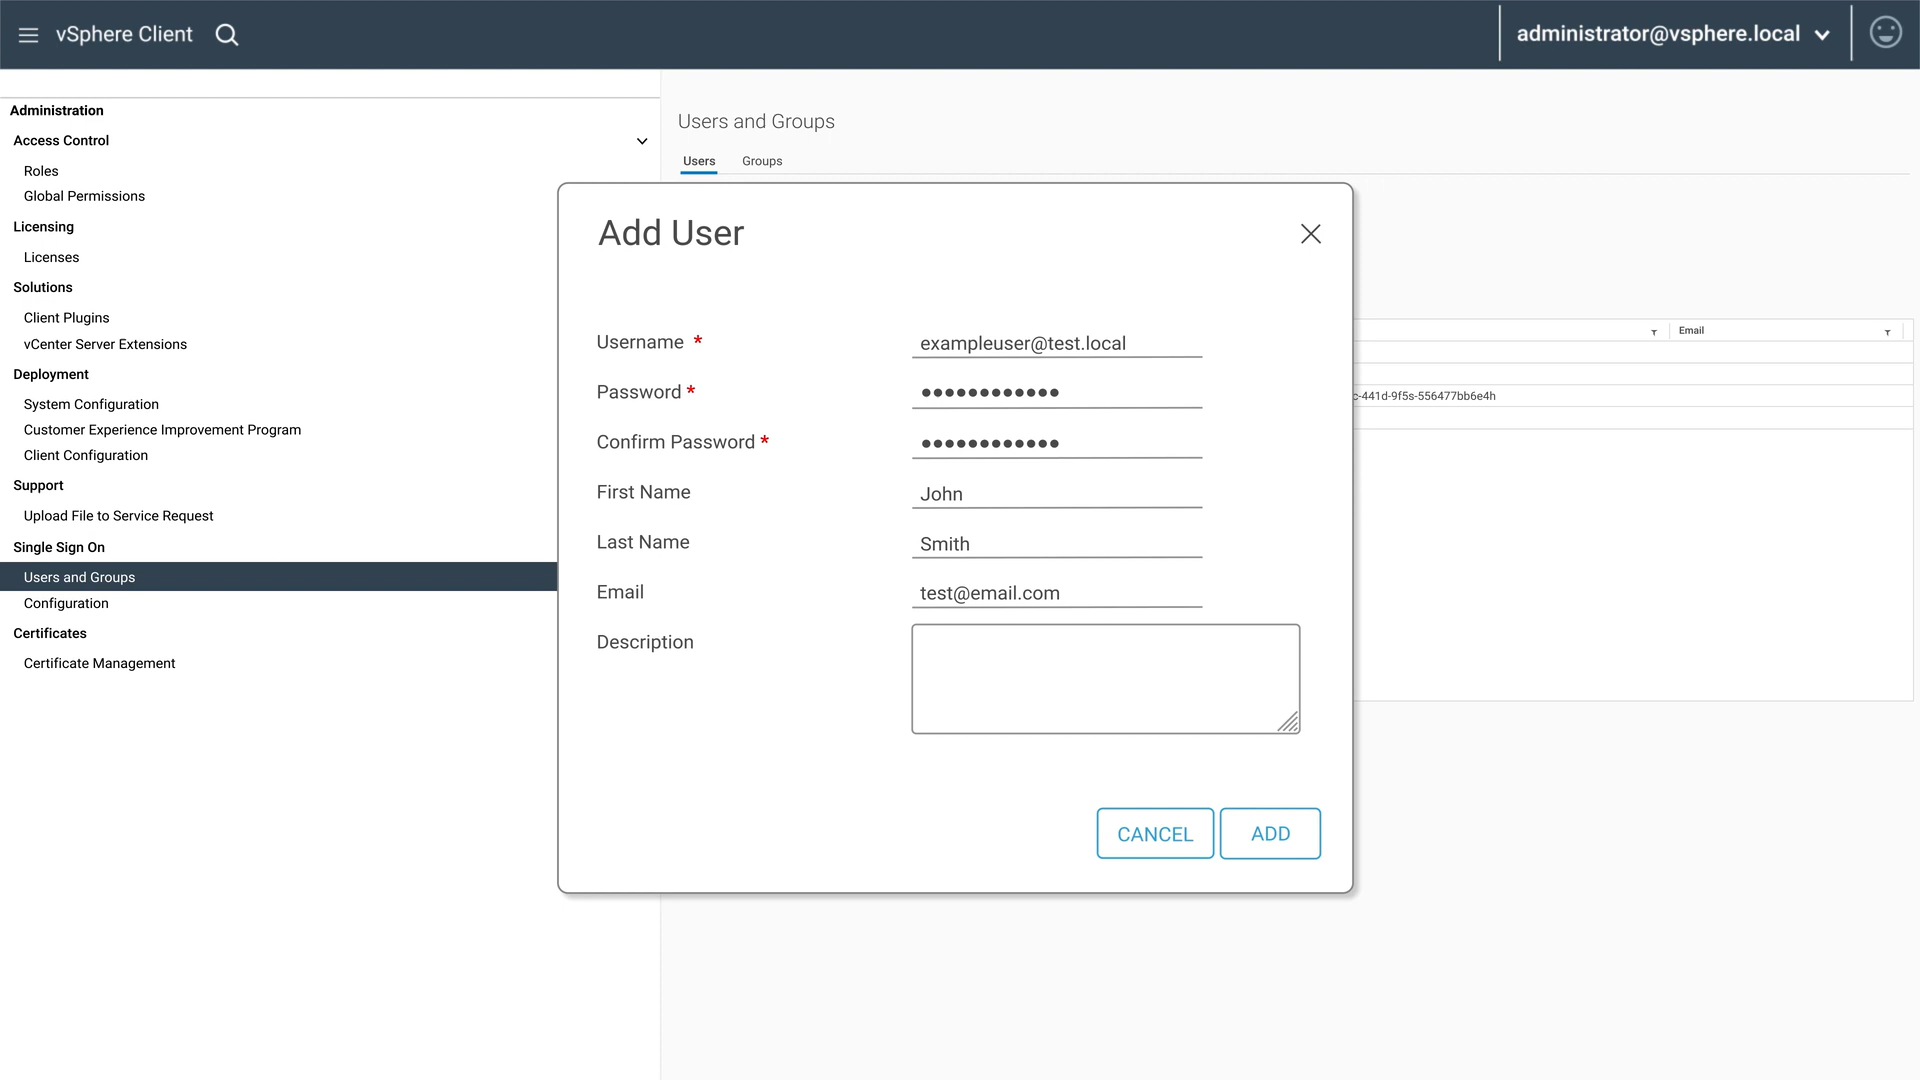 vSphere Client
administrator@vsphere.local
Administration
Access Control
Roles
Global Permissions
Licensing
Licenses
Solutions
Client Plugins
vCenter Server Extensions
Deployment
System Configuration
Customer Experience Improvement Program
Client Configuration
Support
Upload File to Service Request
Single Sign On
Users and Groups
Configuration
Certificates
Certificate Management
Users and Groups
Users Groups
Email
c-441d-9f5s-556477bb6e4h
Add User
Username * exampleuser@test.local
Password * ●●●●●●●●●●●●
Confirm Password * ●●●●●●●●●●●●
First Name John
Last Name Smith
Email test@email.com
Description
CANCEL ADD